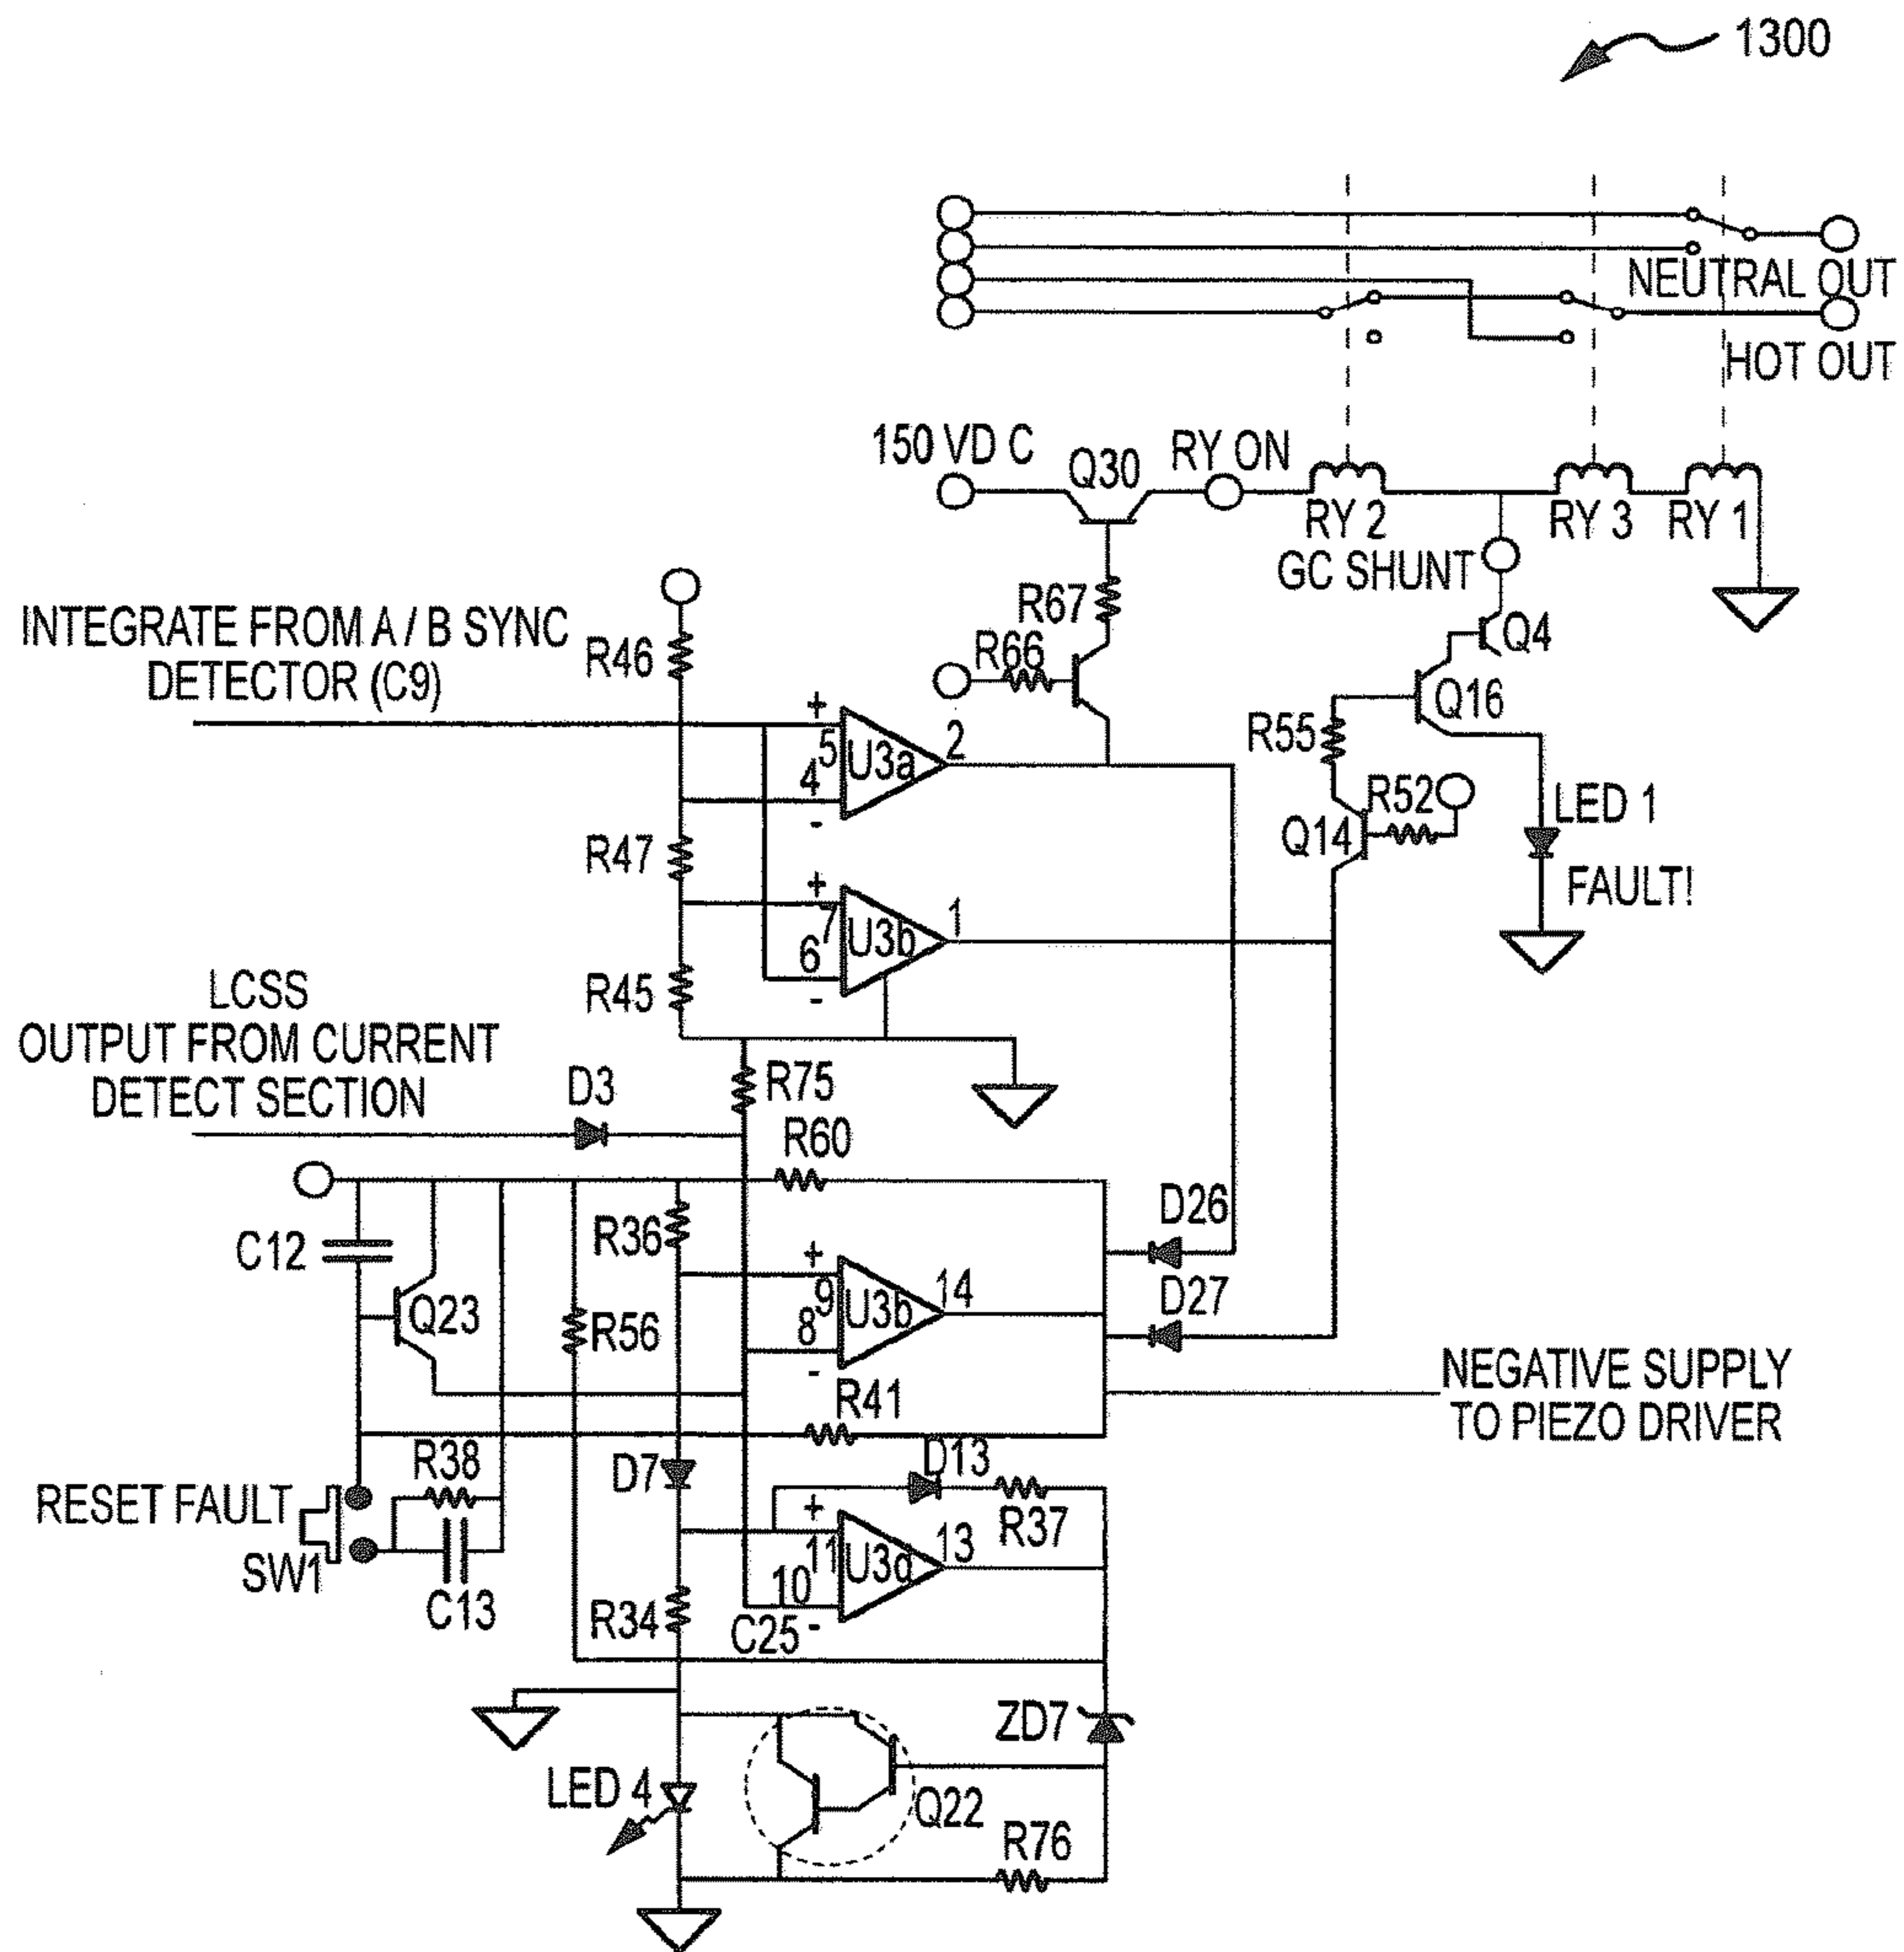 1300
NEUTRAL OUT
HOT OUT
150 VD C
Q30
RY ON
RY 2
RY 3
RY 1
GC SHUNT
R67
Q4
INTEGRATE FROM A / B SYNC
DETECTOR (C9)
R46
R66
Q16
+
5
U3a
2
4
-
R55
R52
Q14
LED 1
FAULT!
R47
+
7
U3b
1
6
-
R45
LCSS
OUTPUT FROM CURRENT
DETECT SECTION
D3
R75
R60
C12
R36
D26
+
9
U3b
14
8
-
Q23
R56
D27
R41
NEGATIVE SUPPLY
TO PIEZO DRIVER
D7
D13
R38
RESET FAULT
SW1
C13
R37
+
11
U3d
13
10
-
R34
C25
ZD7
LED 4
Q22
R76